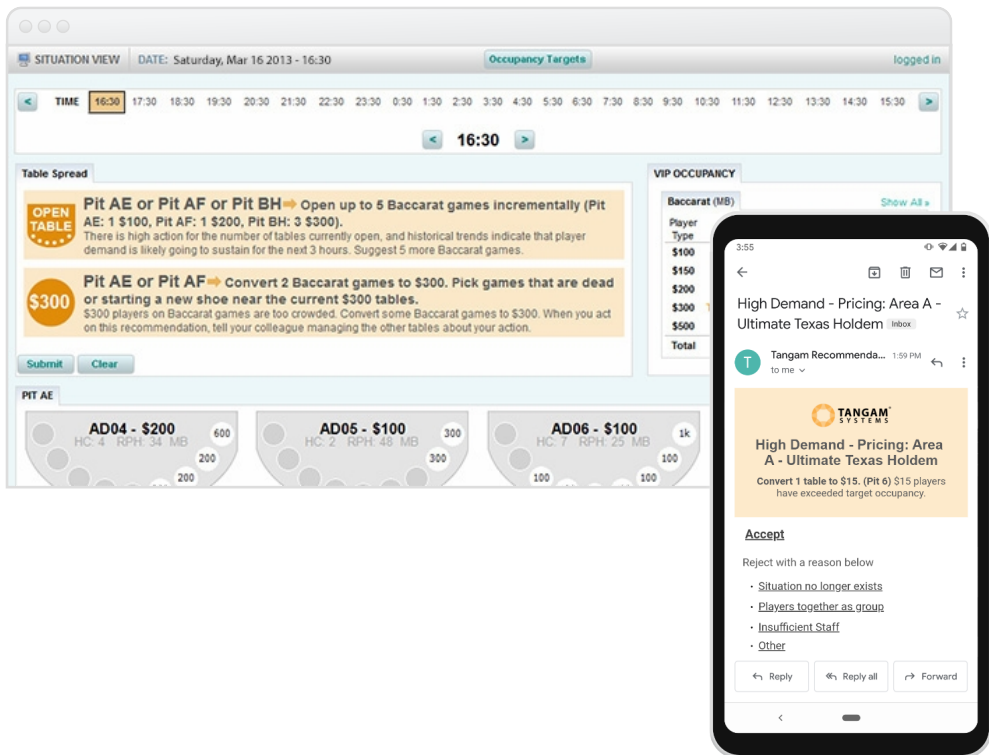 SITUATION VIEW DATE: Saturday, Mar 16 2013 - 16:30 Occupancy Targets logged in
< TIME 16:30 17:30 18:30 19:30 20:30 21:30 22:30 23:30 0:30 1:30 2:30 3:30 4:30 5:30 6:30 7:30 8:30 9:30 10:30 11:30 12:30 13:30 14:30 15:30 >
< 16:30 >
Table Spread
OPEN
TABLE
Pit AE or Pit AF or Pit BH Open up to 5 Baccarat games incrementally (Pit
AE: 1 $100, Pit AF: 1 $200, Pit BH: 3 $300).
There is high action for the number of tables currently open, and historical trends indicate that player
demand is likely going to sustain for the next 3 hours. Suggest 5 more Baccarat games.
$300
Pit AE or Pit AF Convert 2 Baccarat games to $300. Pick games that are dead
or starting a new shoe near the current $300 tables.
$300 players on Baccarat games are too crowded. Convert some Baccarat games to $300. When you act
on this recommendation, tell your colleague managing the other tables about your action.
Submit Clear
VIP OCCUPANCY
Baccarat (MB) Show All »
Player
Type
$100
$150
$200
$300
$500
Total
PIT AE
AD04 - $200
HC: 4 RPH: 34 MB
600
200
200
AD05 - $100
HC: 2 RPH: 48 MB
300
300
AD06 - $100
HC: 7 RPH: 25 MB
1k
100
100
100
3:55
High Demand - Pricing: Area A -
Ultimate Texas Holdem Inbox
T
Tangam Recommenda... 1:59 PM
to me
TANGAM
SYSTEMS
High Demand - Pricing: Area
A - Ultimate Texas Holdem
Convert 1 table to $15. (Pit 6) $15 players
have exceeded target occupancy.
Accept
Reject with a reason below
· Situation no longer exists
· Players together as group
· Insufficient Staff
· Other
Reply Reply all Forward